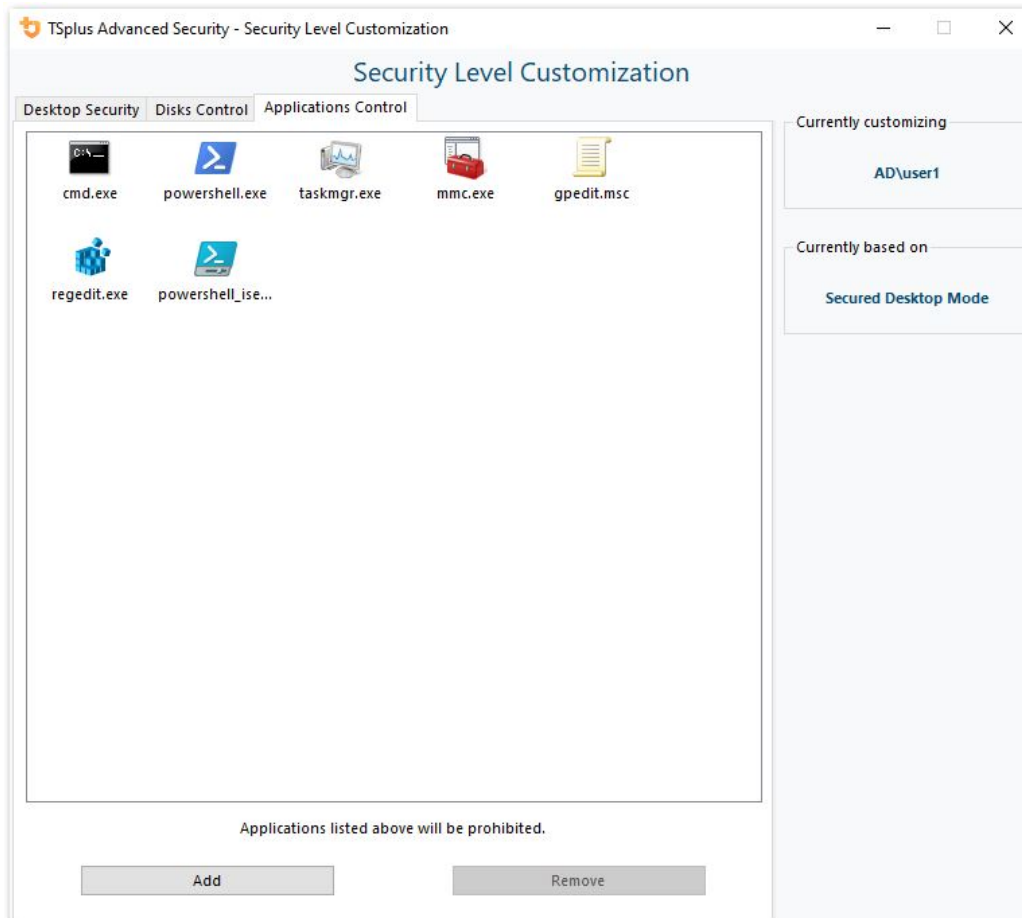 TSplus Advanced Security - Security Level Customization
Security Level Customization
Desktop Security Disks Control Applications Control
cmd.exe powershell.exe taskmgr.exe mmc.exe gpedit.msc
regedit.exe powershell_ise...
Applications listed above will be prohibited.
Add Remove
Currently customizing
AD\user1
Currently based on
Secured Desktop Mode